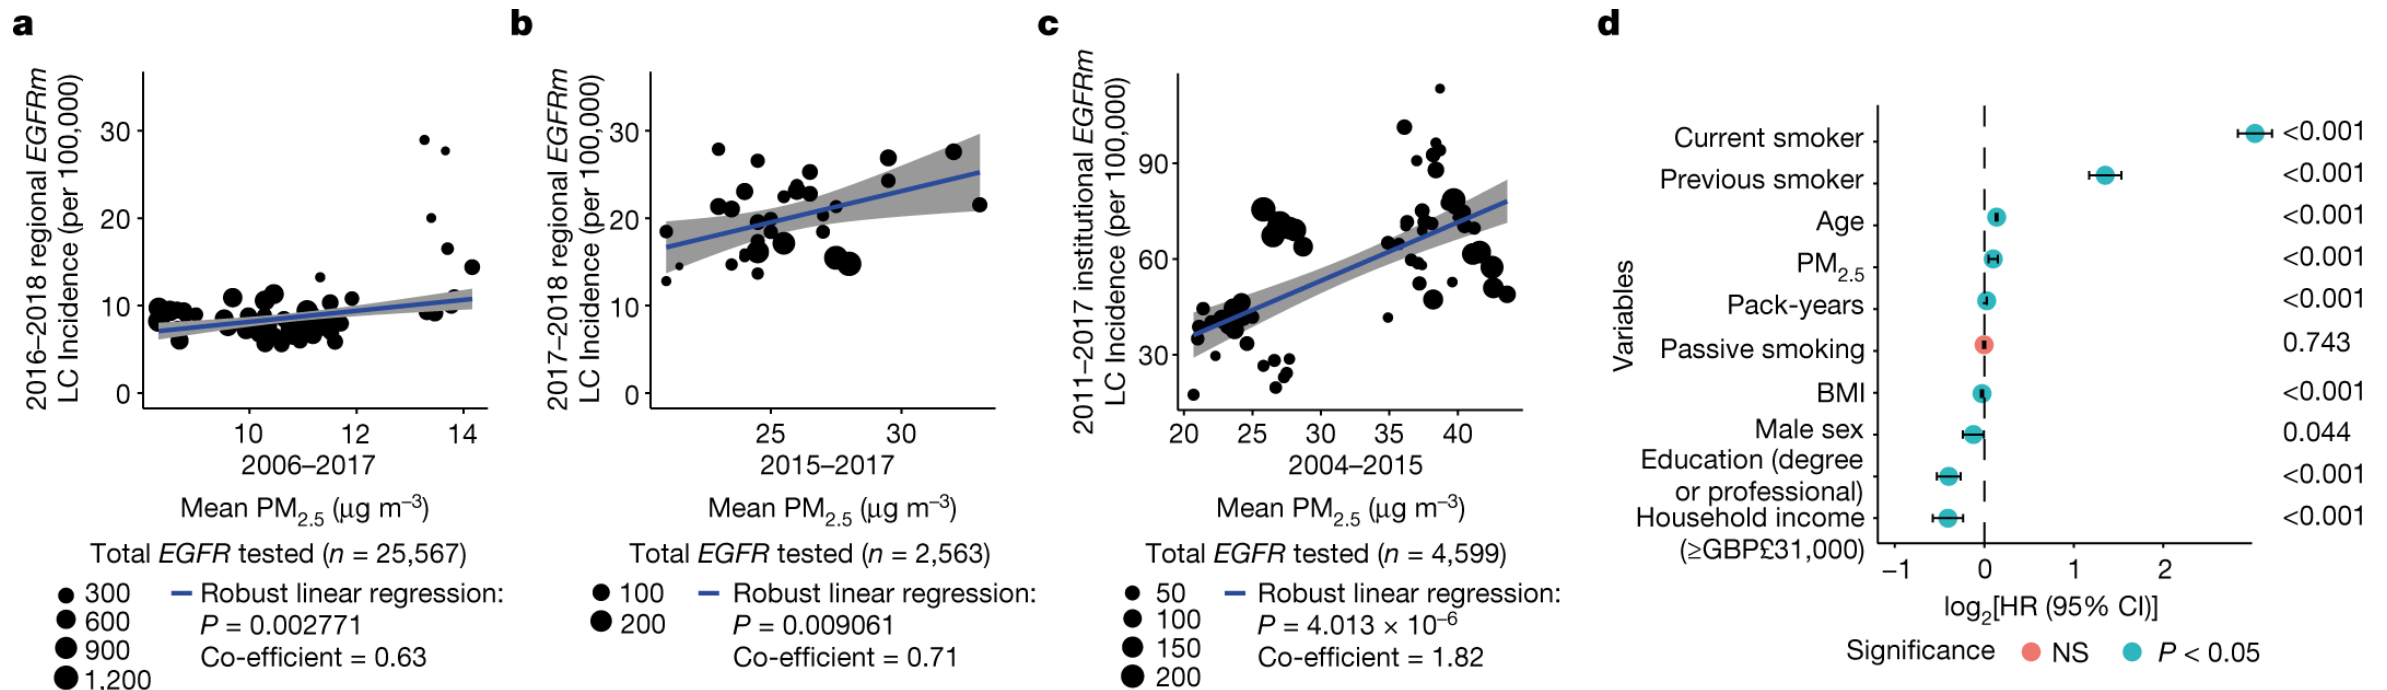 a
2016–2018 regional EGFRm
LC Incidence (per 100,000)
30
20
10
0
10 12 14
2006–2017
Mean PM2.5 (μg m–3)
Total EGFR tested (n = 25,567)
300
600
900
1,200
Robust linear regression:
P = 0.002771
Co-efficient = 0.63
b
2017–2018 regional EGFRm
LC Incidence (per 100,000)
30
20
10
0
25 30
2015–2017
Mean PM2.5 (μg m–3)
Total EGFR tested (n = 2,563)
100
200
Robust linear regression:
P = 0.009061
Co-efficient = 0.71
c
2011–2017 institutional EGFRm
LC Incidence (per 100,000)
90
60
30
20 25 30 35 40
2004–2015
Mean PM2.5 (μg m–3)
Total EGFR tested (n = 4,599)
50
100
150
200
Robust linear regression:
P = 4.013 × 10–6
Co-efficient = 1.82
d
Variables
Current smoker <0.001
Previous smoker <0.001
Age <0.001
PM2.5 <0.001
Pack-years <0.001
Passive smoking 0.743
BMI <0.001
Male sex 0.044
Education (degree
or professional) <0.001
Household income
(≥GBP£31,000) <0.001
–1 0 1 2
log2[HR (95% CI)]
Significance NS P < 0.05